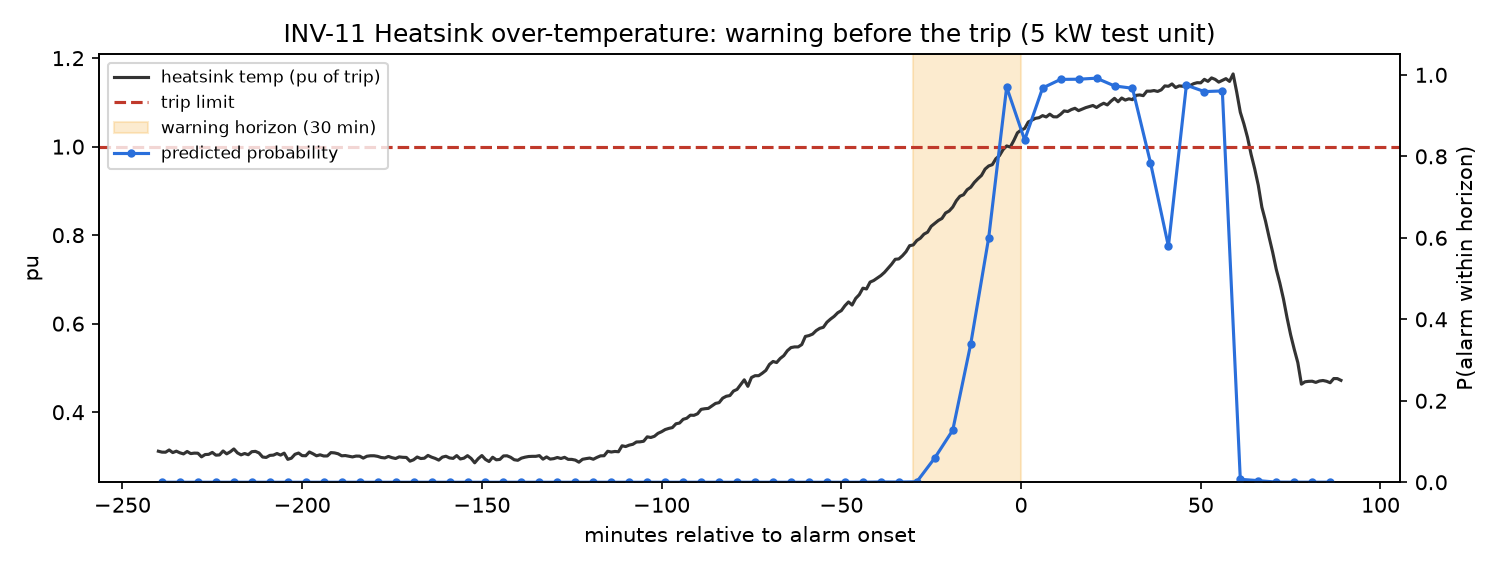 INV-11 Heatsink over-temperature: warning before the trip (5 kW test unit)
heatsink temp (pu of trip)
trip limit
warning horizon (30 min)
predicted probability
1.2
1.0
0.8
0.6
0.4
pu
1.0
0.8
0.6
0.4
0.2
0.0
P(alarm within horizon)
−250
−200
−150
−100
−50
0
50
100
minutes relative to alarm onset